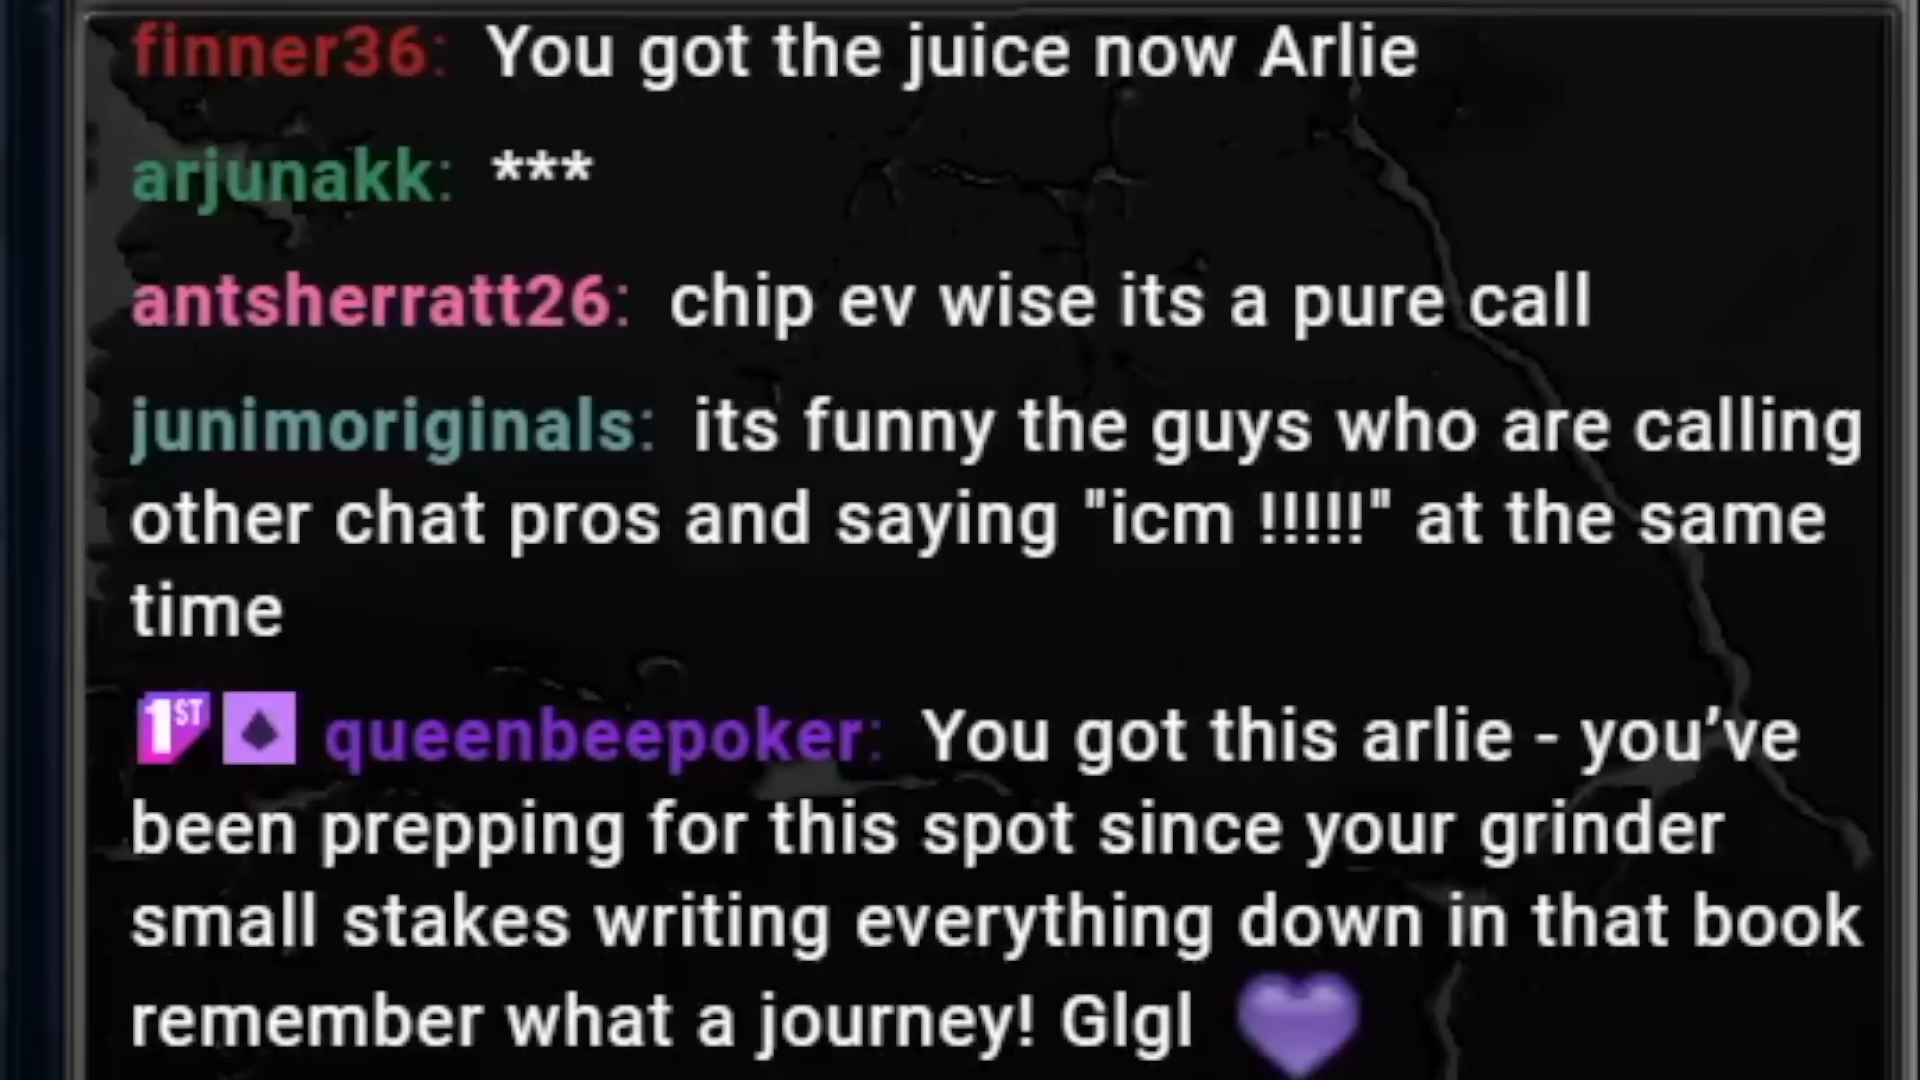 finner36: You got the juice now Arlie
arjunakk: ***
antsherratt26: chip ev wise its a pure call
junimoriginals: its funny the guys who are calling
other chat pros and saying "icm !!!!!" at the same
time
1ST queenbeepoker: You got this arlie - you’ve
been prepping for this spot since your grinder
small stakes writing everything down in that book
remember what a journey! Glgl 💜